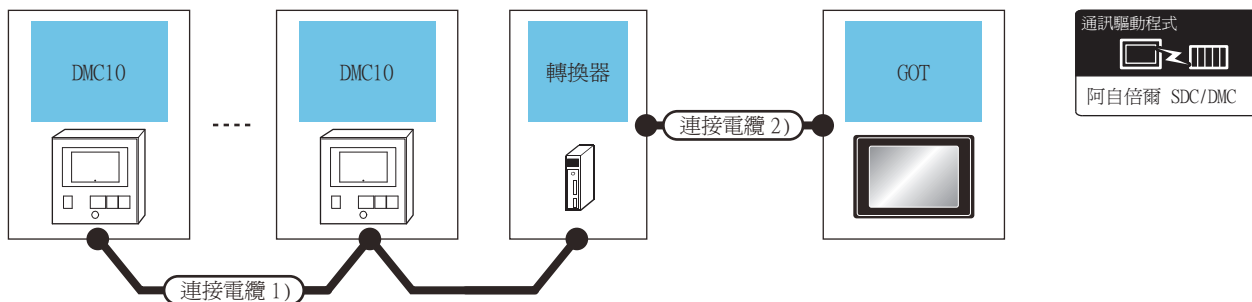 DMC10
DMC10
轉換器
GOT
連接電纜 2)
連接電纜 1)
通訊驅動程式
阿自倍爾 SDC/DMC